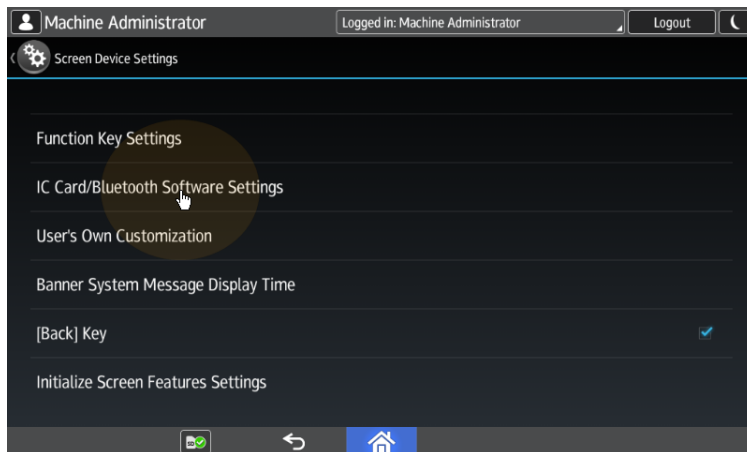 Machine Administrator
Logged in: Machine Administrator
Logout
Screen Device Settings
Function Key Settings
IC Card/Bluetooth Software Settings
User's Own Customization
Banner System Message Display Time
[Back] Key
Initialize Screen Features Settings
SD